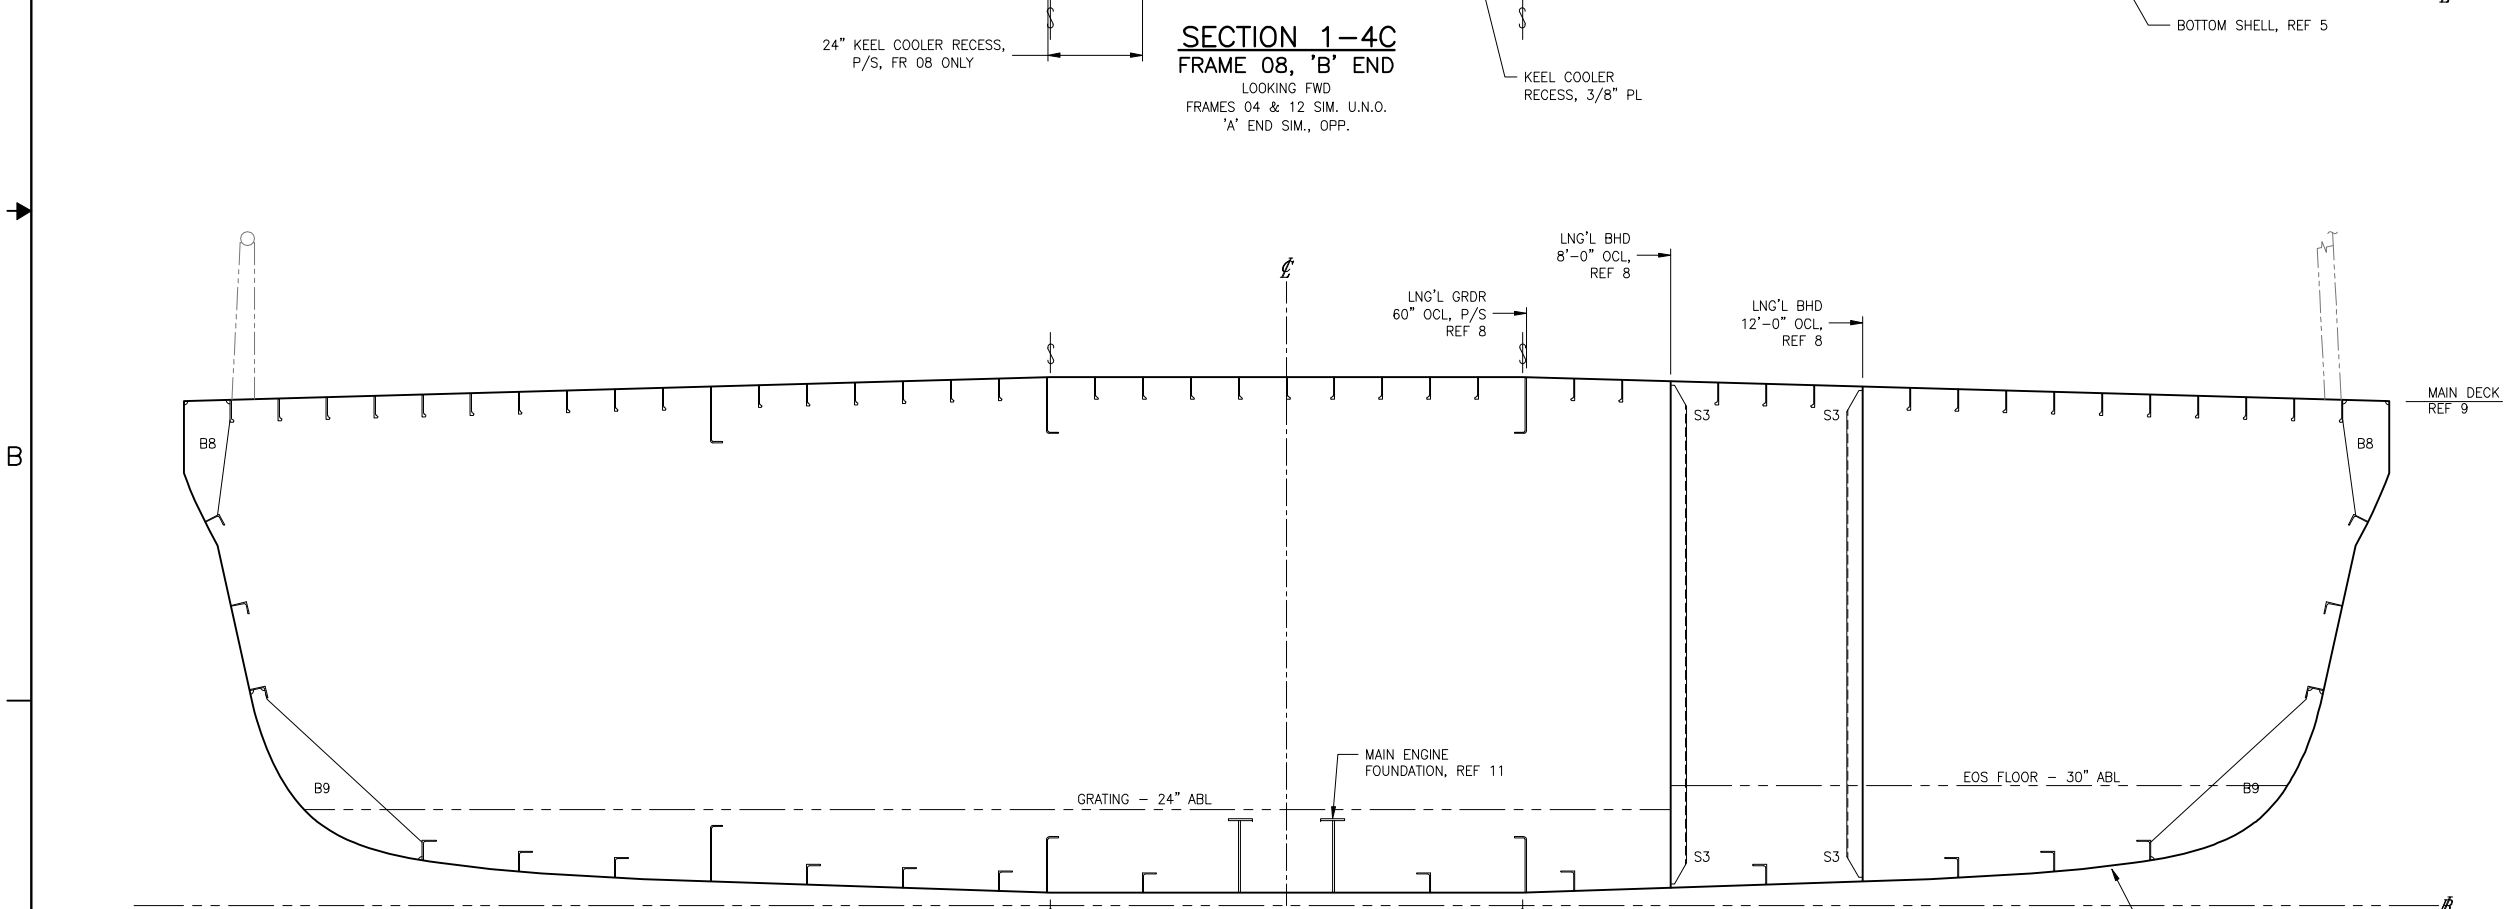 24" KEEL COOLER RECESS,
P/S, FR 08 ONLY
SECTION 1-4C
FRAME 08, 'B' END
LOOKING FWD
FRAMES 04 & 12 SIM. U.N.O.
'A' END SIM., OPP.
KEEL COOLER
RECESS, 3/8" PL
BOTTOM SHELL, REF 5
LNG'L BHD
8'-0" OCL,
REF 8
LNG'L GRDR
60" OCL, P/S
REF 8
LNG'L BHD
12'-0" OCL,
REF 8
MAIN DECK
REF 9
B
B8
S3
S3
B8
MAIN ENGINE
FOUNDATION, REF 11
EOS FLOOR - 30" ABL
B9
B9
GRATING - 24" ABL
S3
S3